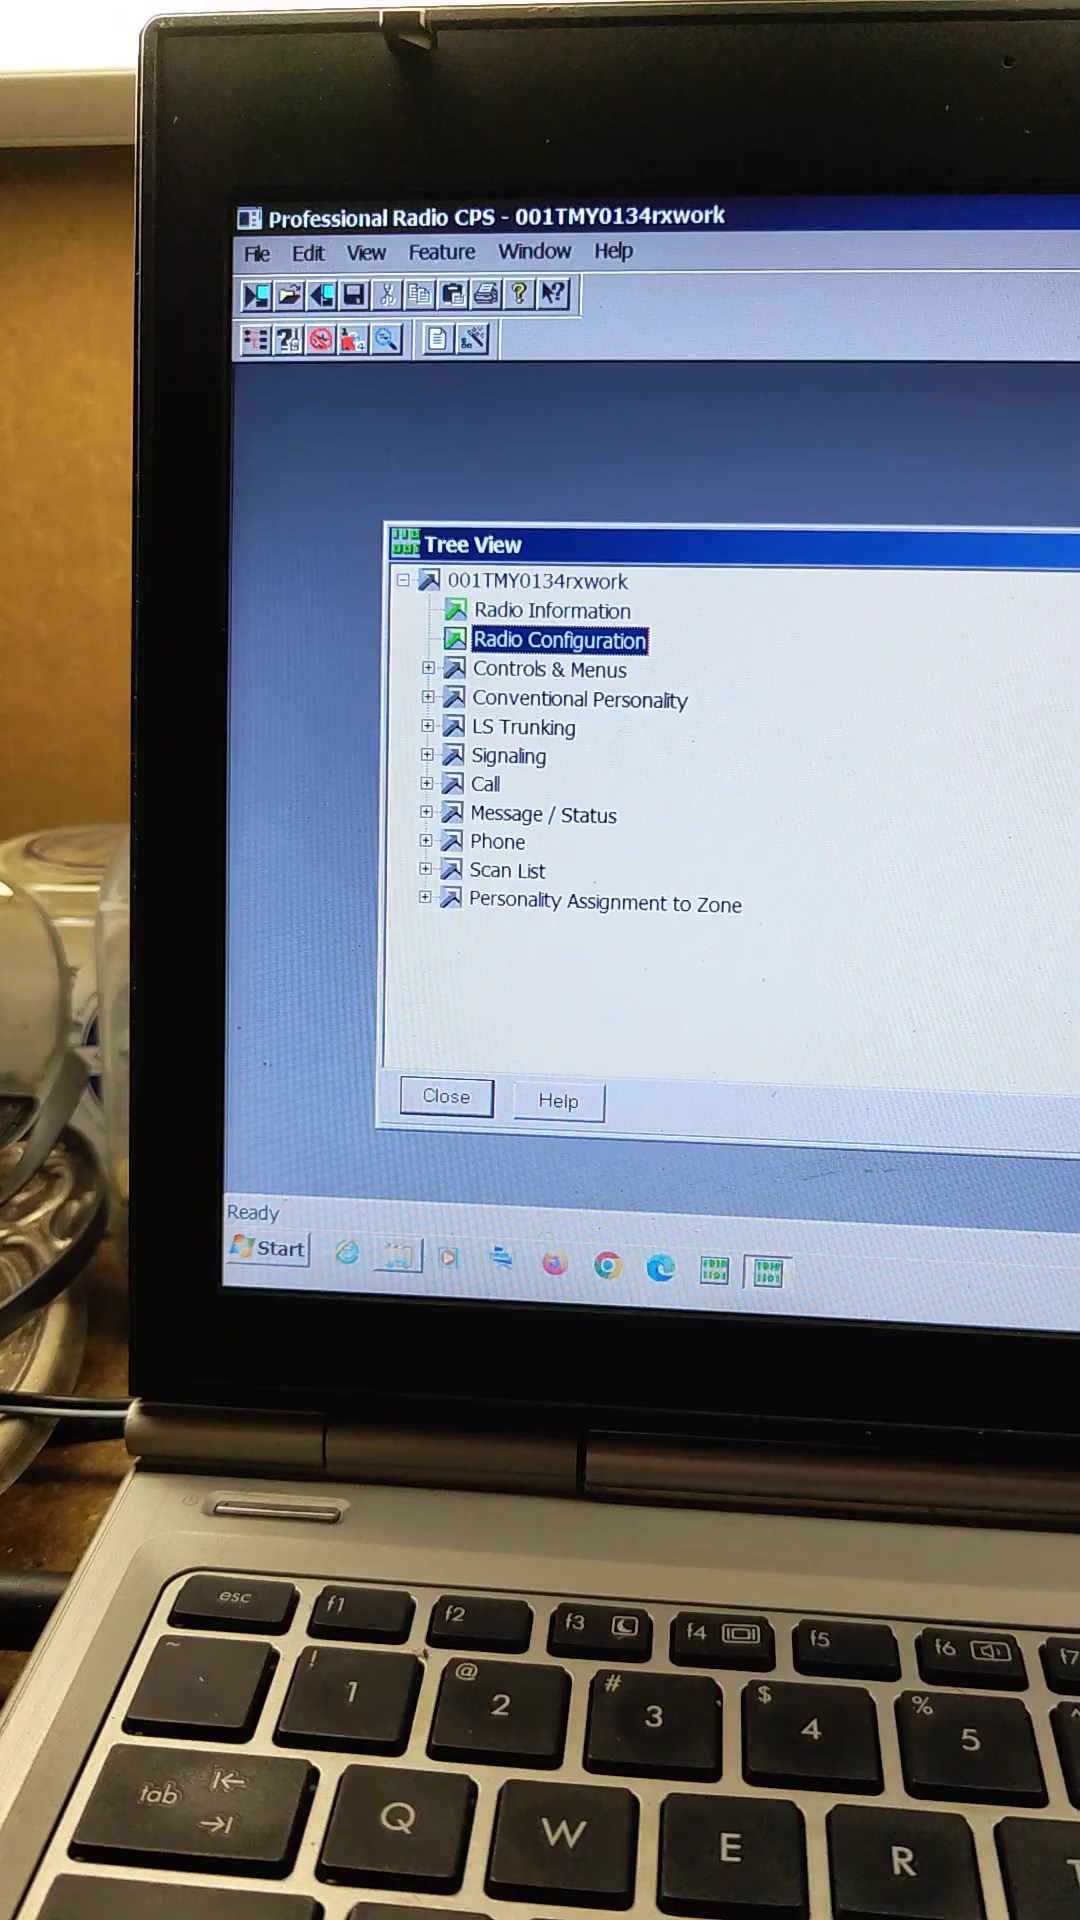 Professional Radio CPS - 001TMY0134rxwork
File Edit View Feature Window Help
Tree View
001TMY0134rxwork
Radio Information
Radio Configuration
Controls & Menus
Conventional Personality
LS Trunking
Signaling
Call
Message / Status
Phone
Scan List
Personality Assignment to Zone
Close Help
Ready
Start
esc f1 f2 f3 f4 f5 f6 f7
~ ! @ # $ % ^
1 2 3 4 5
tab Q W E R